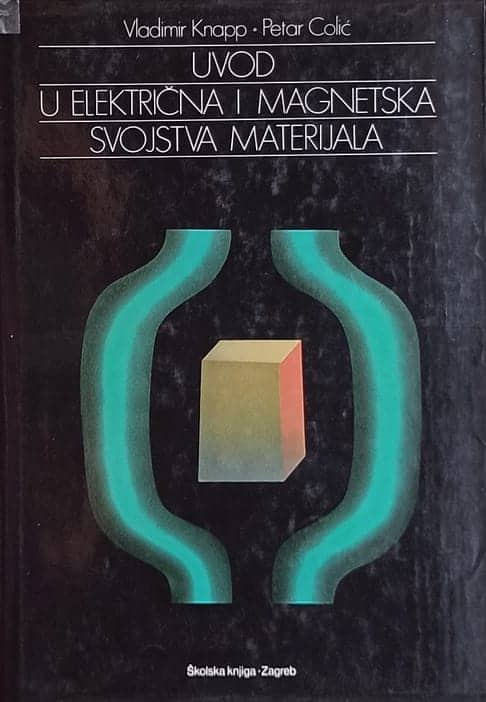 Vladimir Knapp • Petar Colić
UVOD
U ELEKTRIČNA I MAGNETSKA
SVOJSTVA MATERIJALA
Školska knjiga • Zagreb